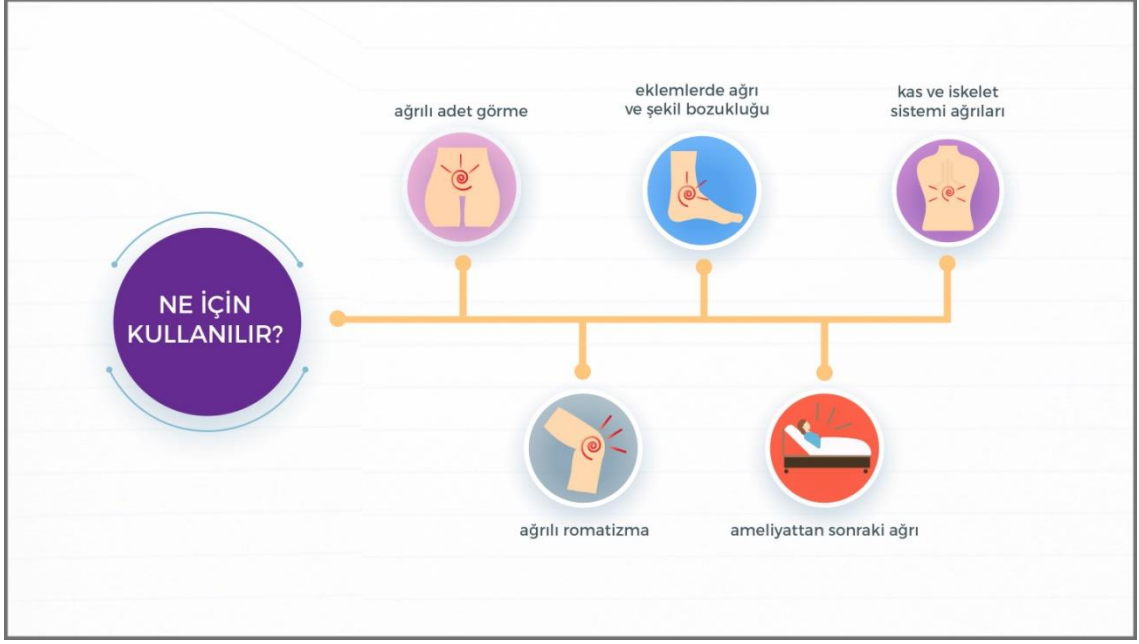 NE İÇİN
KULLANILIR?
ağrılı adet görme
ağrılı romatizma
eklemlerde ağrı
ve şekil bozukluğu
ameliyattan sonraki ağrı
kas ve iskelet
sistemi ağrıları